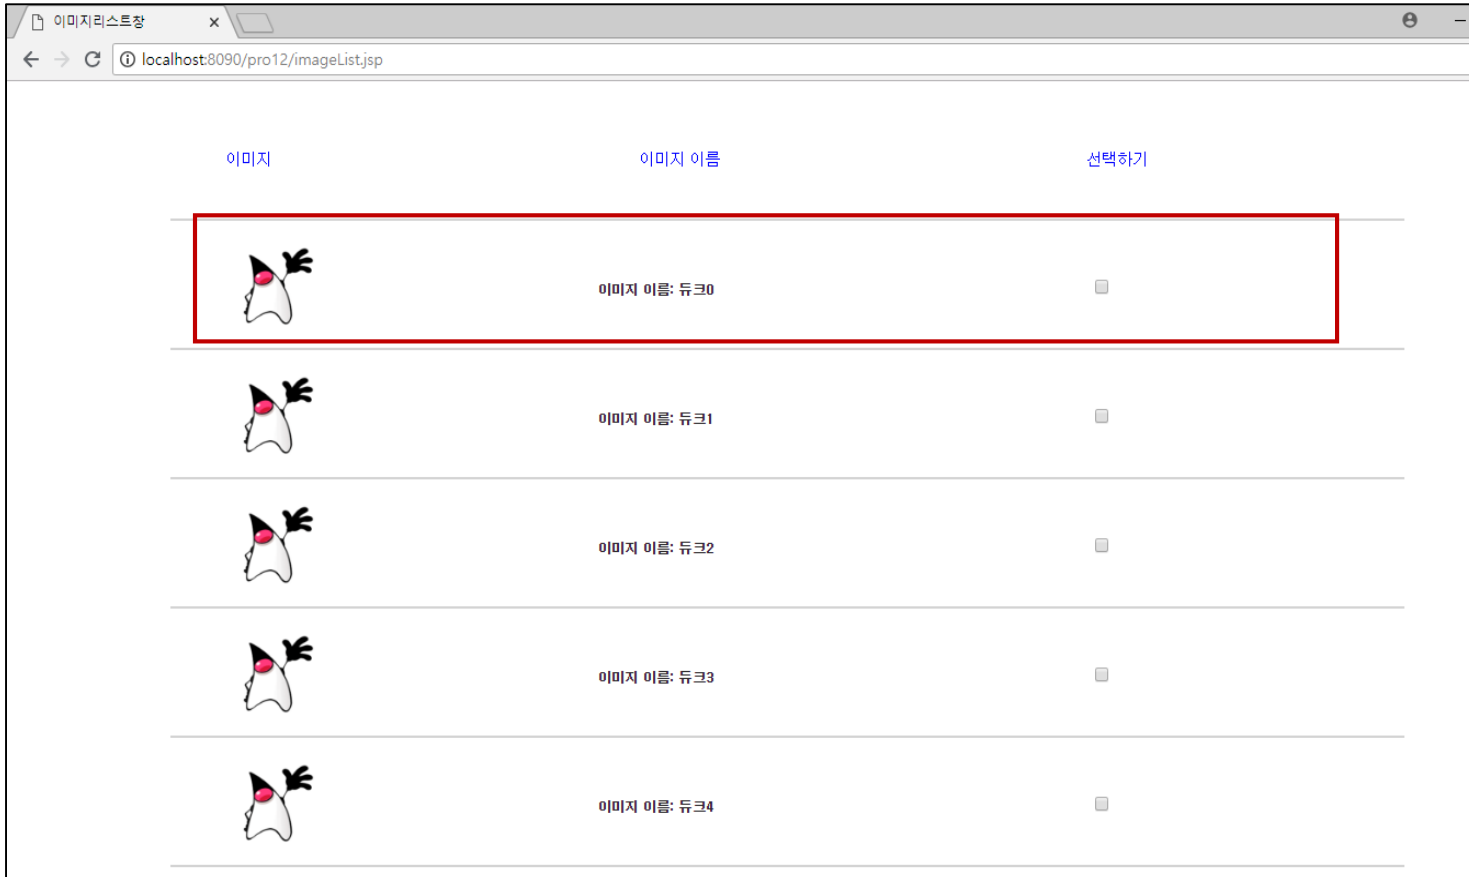 이미지리스트창
localhost:8090/pro12/imageList.jsp
이미지 이미지 이름 선택하기
이미지 이름: 듀크0
이미지 이름: 듀크1
이미지 이름: 듀크2
이미지 이름: 듀크3
이미지 이름: 듀크4